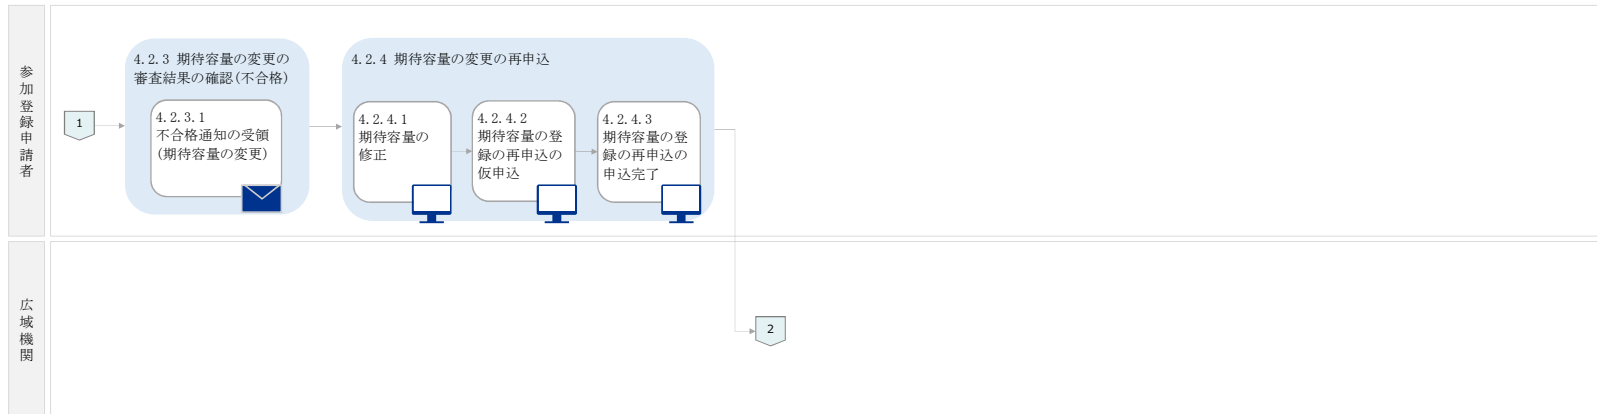 参加登録申請者
1
4.2.3 期待容量の変更の
審査結果の確認(不合格)
4.2.3.1
不合格通知の受領
(期待容量の変更)
4.2.4 期待容量の変更の再申込
4.2.4.1
期待容量の
修正
4.2.4.2
期待容量の登
録の再申込の
仮申込
4.2.4.3
期待容量の登
録の再申込の
申込完了
広域機関
2